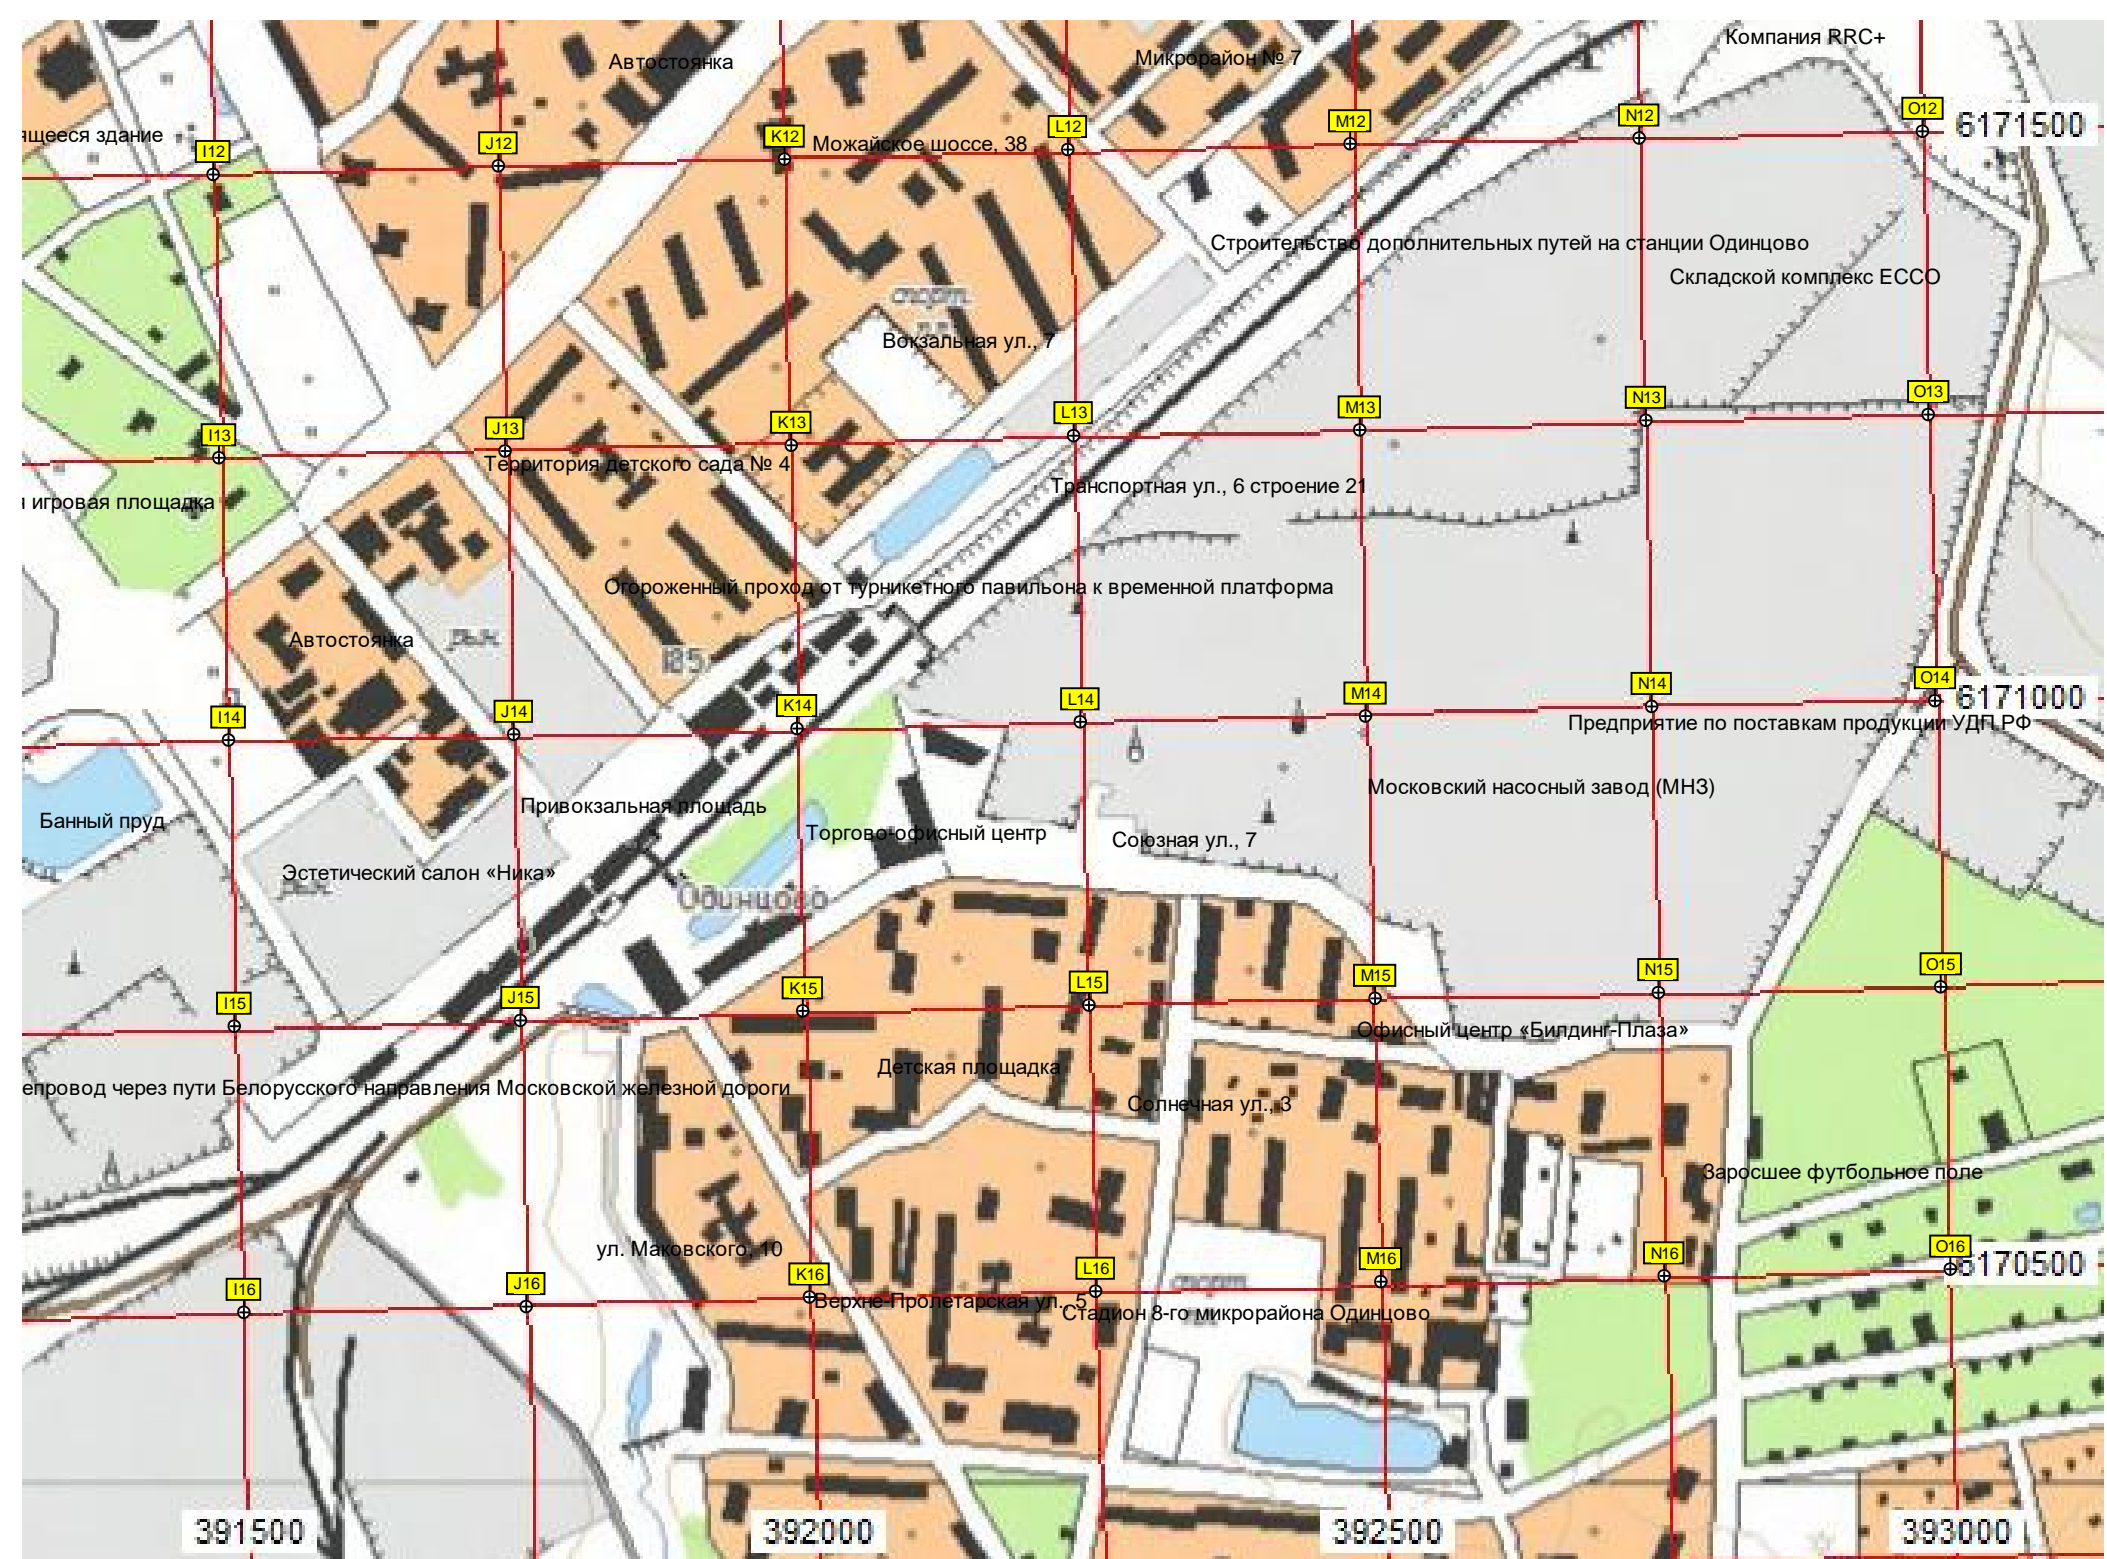 Компания RRC+
Автостоянка
Микрорайон № 7
O12
N12
M12
L12
K12
J12
I12
6171500
ящееся здание
Можайское шоссе, 38
Строительство дополнительных путей на станции Одинцово
Складской комплекс ЕССО
спорт.
Вокзальная ул., 7
O13
N13
M13
L13
K13
J13
I13
Территория детского сада № 4
Транспортная ул., 6 строение 21
я игровая площадка
Огороженный проход от турникетного павильона к временной платформа
Автостоянка
рын.
185
O14
N14
M14
L14
K14
J14
I14
6171000
Предприятие по поставкам продукции УДП РФ
Московский насосный завод (МНЗ)
Привокзальная площадь
Банный пруд
Торгово-офисный центр
Союзная ул., 7
Эстетический салон «Ника»
рын.
Одинцово
O15
N15
M15
L15
K15
J15
I15
Офисный центр «Билдинг-Плаза»
Детская площадка
епровод через пути Белорусского направления Московской железной дороги
Солнечная ул., 3
Заросшее футбольное поле
ул. Маковского, 10
O16
N16
M16
L16
K16
J16
I16
6170500
спорт.
Верхне-Пролетарская ул., 5
Стадион 8-го микрорайона Одинцово
391500
392000
392500
393000